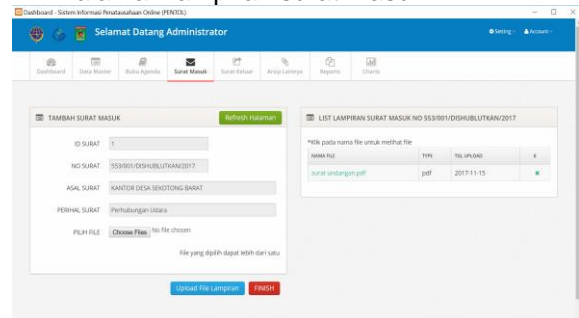 Dashboard - Sistem Informasi Penatausahaan Online (PENTOL)
Selamat Datang Administrator
Setting
Account
Dashboard
Data Master
Buku Agenda
Surat Masuk
Surat Keluar
Arsip Lainnya
Reports
Charts
TAMBAH SURAT MASUK
Refresh Halaman
ID SURAT 1
NO SURAT 553/001/DISHUBLUTKAN/2017
ASAL SURAT KANTOR DESA SEKOTONG BARAT
PERIHAL SURAT Perhubungan Udara
PILIH FILE Choose Files No file chosen
File yang dipilih dapat lebih dari satu
Upload File Lampiran FINISH
LIST LAMPIRAN SURAT MASUK NO 553/001/DISHUBLUTKAN/2017
*Klik pada nama file untuk melihat file
NAMA FILE TYPE TGL UPLOAD X
surat undangan.pdf pdf 2017-11-15